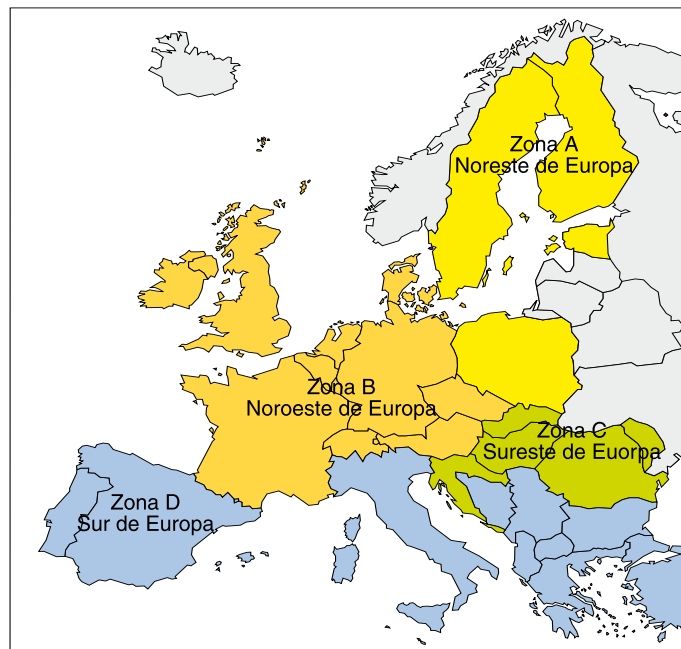 Zona A
Noreste de Europa
Zona B
Noroeste de Europa
Zona C
Sureste de Euorpa
Zona D
Sur de Europa